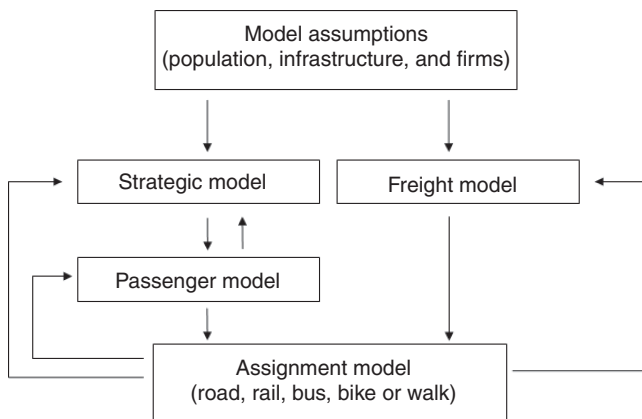 Model assumptions
(population, infrastructure, and firms)
Strategic model
Freight model
Passenger model
Assignment model
(road, rail, bus, bike or walk)